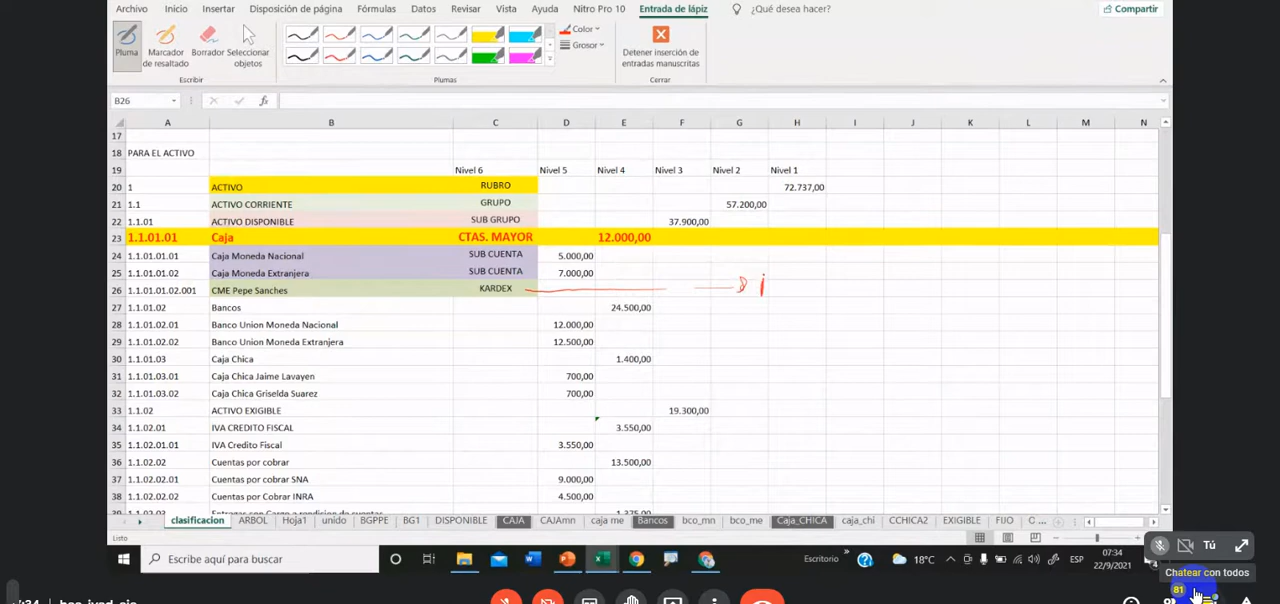 Archivo Inicio Insertar Disposición de página Fórmulas Datos Revisar Vista Ayuda Nitro Pro 10 Entrada de lápiz ¿Qué desea hacer? Compartir
Pluma Marcador de resaltado Borrador Seleccionar objetos Color Grosor Detener inserción de entradas manuscritas
Escribir Plumas Cerrar
B26 fx
A B C D E F G H I J K L M N
17
18 PARA EL ACTIVO
19 Nivel 6 Nivel 5 Nivel 4 Nivel 3 Nivel 2 Nivel 1
20 1 ACTIVO RUBRO 72.737,00
21 1.1 ACTIVO CORRIENTE GRUPO 57.200,00
22 1.1.01 ACTIVO DISPONIBLE SUB GRUPO 37.900,00
23 1.1.01.01 Caja CTAS. MAYOR 12.000,00
24 1.1.01.01.01 Caja Moneda Nacional SUB CUENTA 5.000,00
25 1.1.01.01.02 Caja Moneda Extranjera SUB CUENTA 7.000,00
26 1.1.01.01.02.001 CME Pepe Sanches KARDEX
27 1.1.01.02 Bancos 24.500,00
28 1.1.01.02.01 Banco Union Moneda Nacional 12.000,00
29 1.1.01.02.02 Banco Union Moneda Extranjera 12.500,00
30 1.1.01.03 Caja Chica 1.400,00
31 1.1.01.03.01 Caja Chica Jaime Lavayen 700,00
32 1.1.01.03.02 Caja Chica Griselda Suarez 700,00
33 1.1.02 ACTIVO EXIGIBLE 19.300,00
34 1.1.02.01 IVA CREDITO FISCAL 3.550,00
35 1.1.02.01.01 IVA Credito Fiscal 3.550,00
36 1.1.02.02 Cuentas por cobrar 13.500,00
37 1.1.02.02.01 Cuentas por cobrar SNA 9.000,00
38 1.1.02.02.02 Cuentas por Cobrar INRA 4.500,00
39 1.1.02.03 Entregas con Cargo a rendicion de cuentas 1.375,00
clasificacion ARBOL Hoja1 unido BGPPE BG1 DISPONIBLE CAJA CAJAmn caja me Bancos bco_mn bco_me Caja_CHICA caja_chi CCHICA2 EXIGIBLE FIJO C ...
Listo
Tú
Escribe aquí para buscar Escritorio 18°C ESP 07:34 22/9/2021
Chatear con todos
81